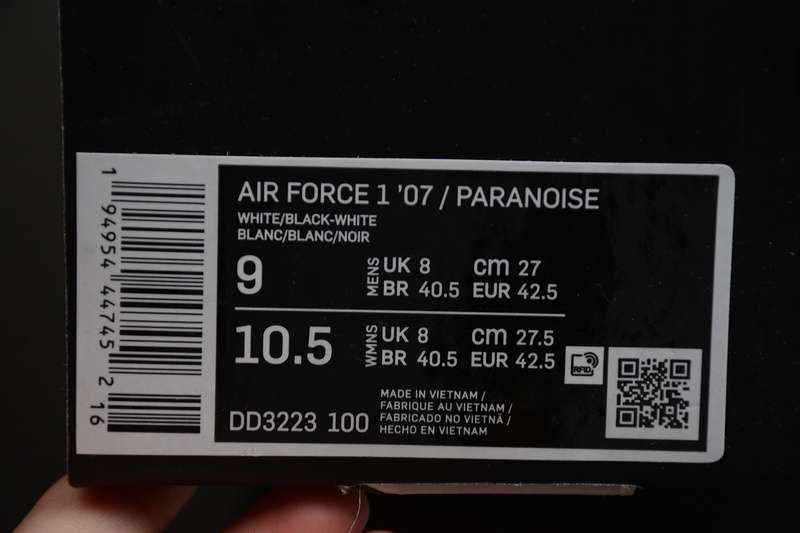 1 94954 44745 2 16
AIR FORCE 1 '07 / PARANOISE
WHITE/BLACK-WHITE
BLANC/BLANC/NOIR
9 MENS UK 8 cm 27
BR 40.5 EUR 42.5
10.5 WMNS UK 8 cm 27.5
BR 40.5 EUR 42.5
RFID
DD3223 100
MADE IN VIETNAM /
FABRIQUE AU VIETNAM /
FABRICADO NO VIETNÃ /
HECHO EN VIETNAM